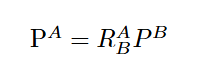 P^A = R_B^A P^B